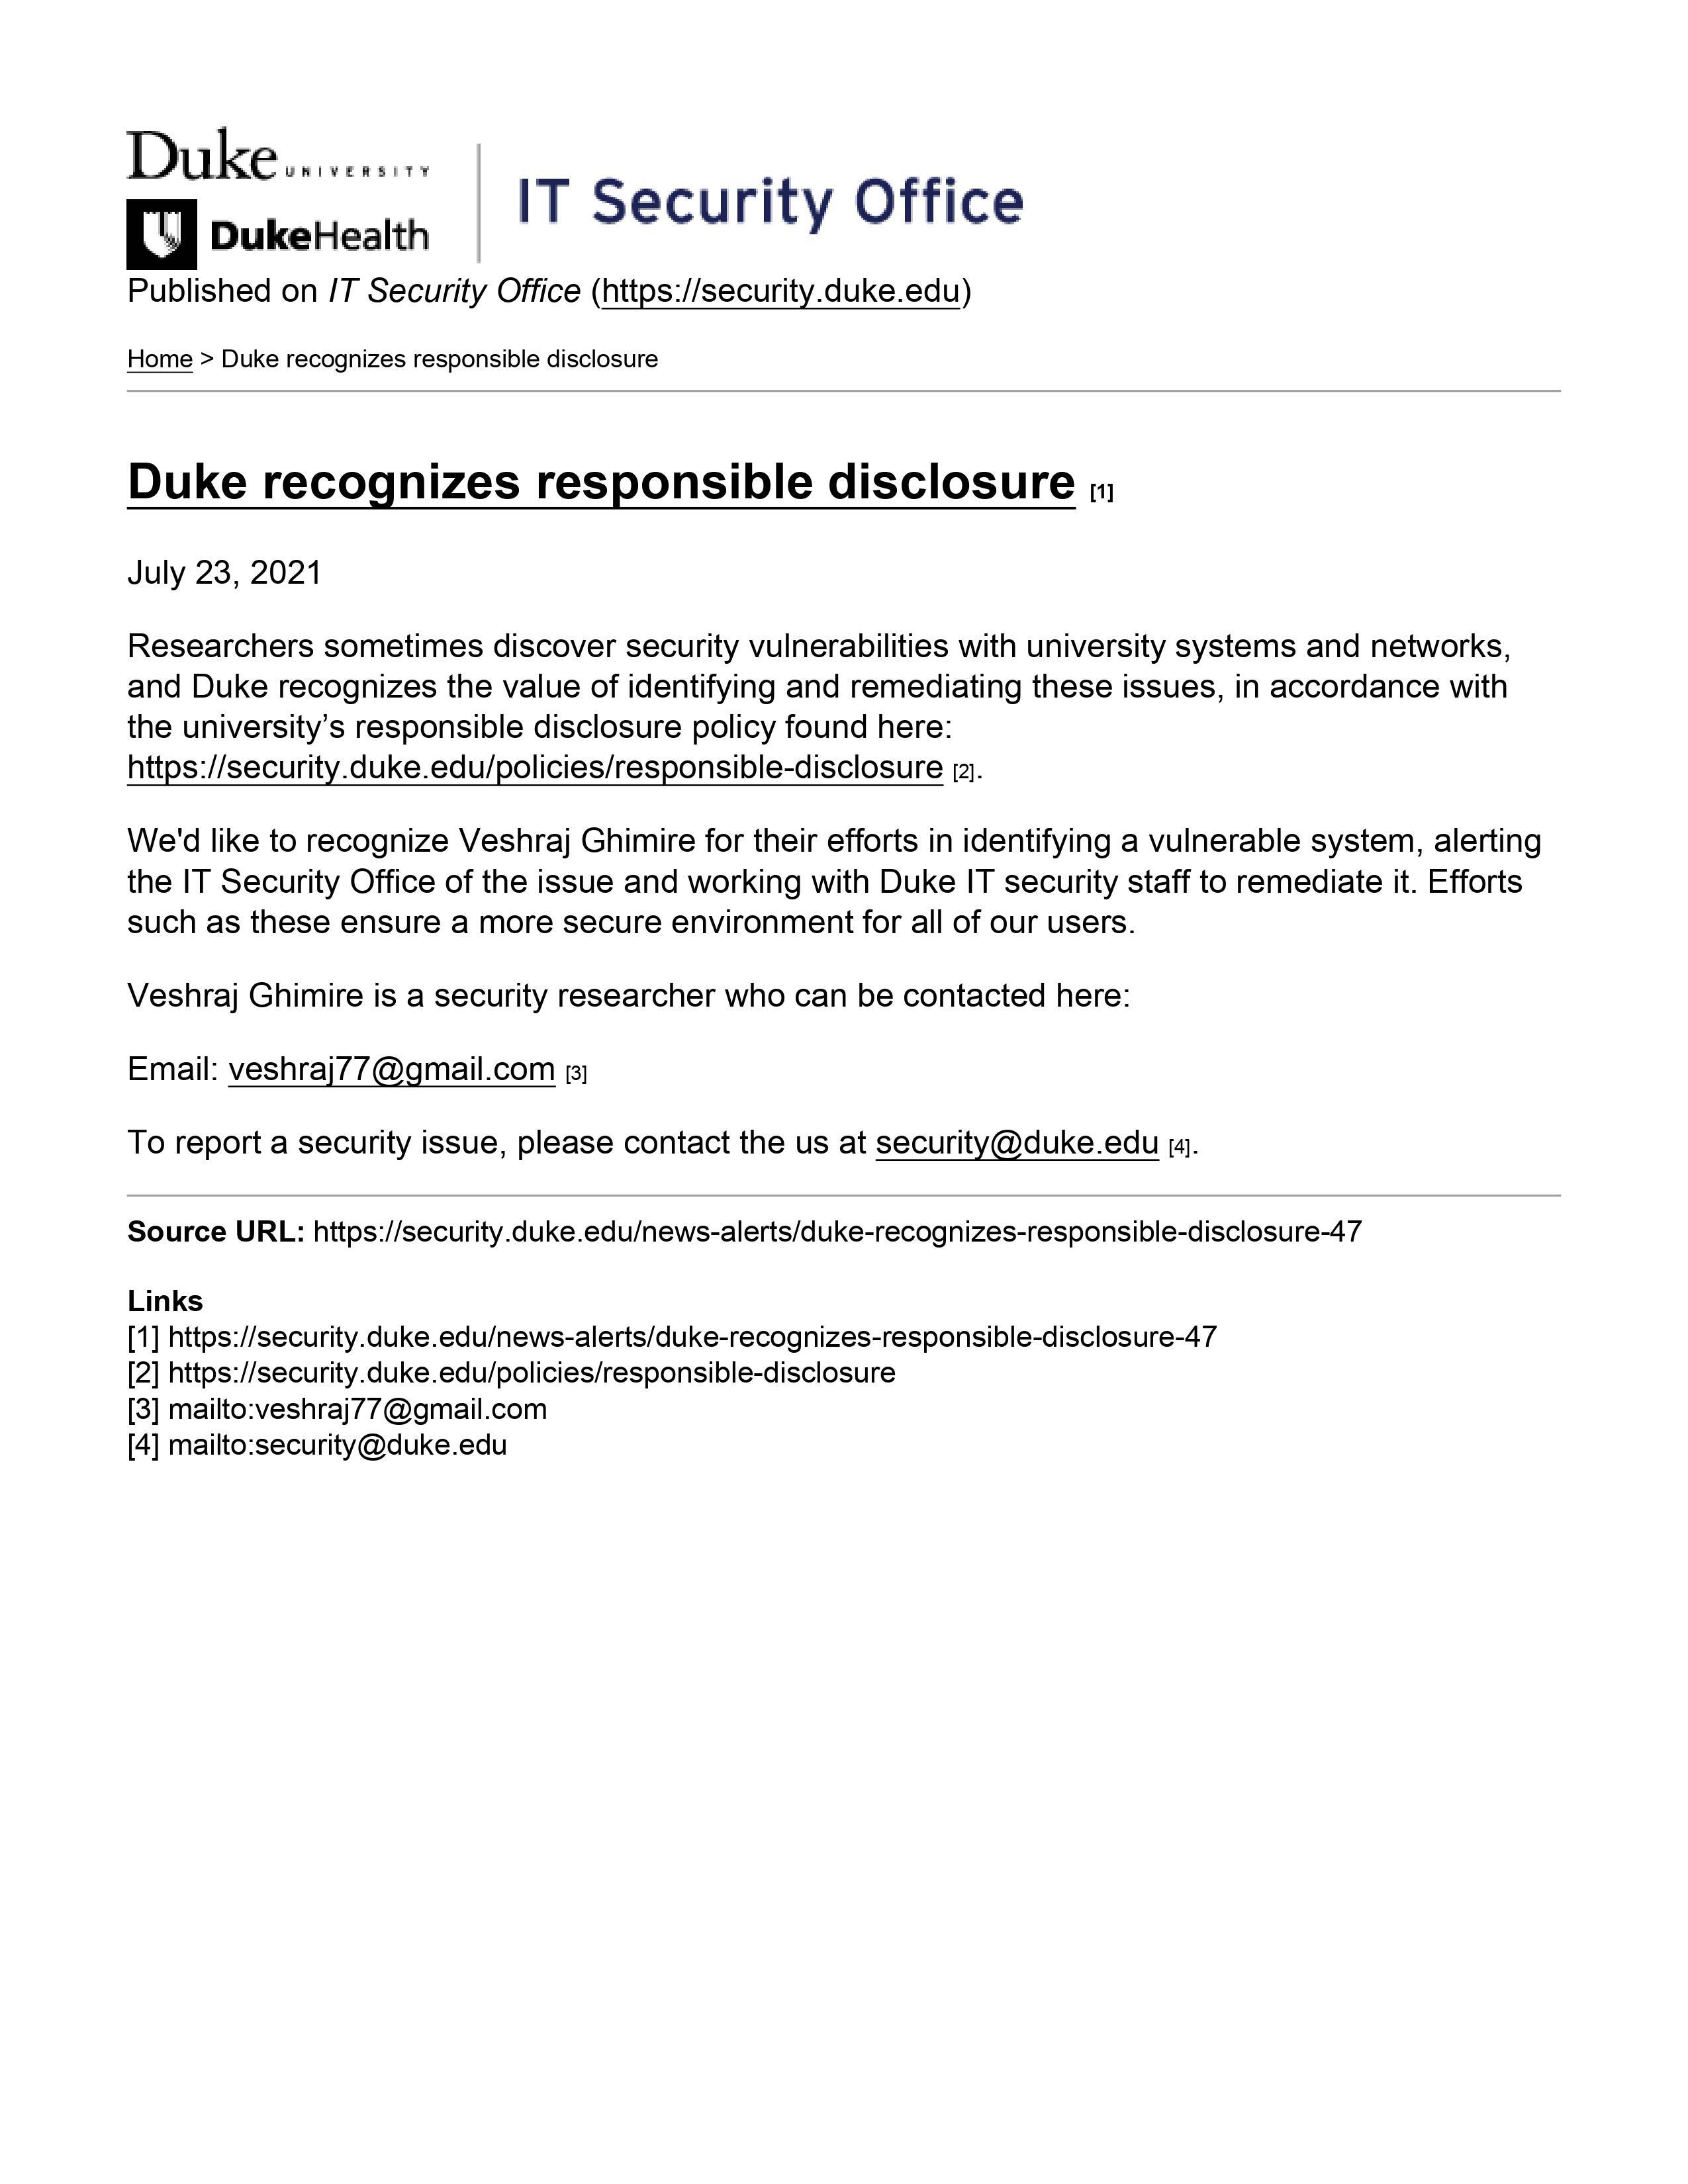 Duke UNIVERSITY
DukeHealth
IT Security Office
Published on IT Security Office (https://security.duke.edu)
Home > Duke recognizes responsible disclosure
Duke recognizes responsible disclosure [1]
July 23, 2021
Researchers sometimes discover security vulnerabilities with university systems and networks,
and Duke recognizes the value of identifying and remediating these issues, in accordance with
the university’s responsible disclosure policy found here:
https://security.duke.edu/policies/responsible-disclosure [2].
We'd like to recognize Veshraj Ghimire for their efforts in identifying a vulnerable system, alerting
the IT Security Office of the issue and working with Duke IT security staff to remediate it. Efforts
such as these ensure a more secure environment for all of our users.
Veshraj Ghimire is a security researcher who can be contacted here:
Email: veshraj77@gmail.com [3]
To report a security issue, please contact the us at security@duke.edu [4].
Source URL: https://security.duke.edu/news-alerts/duke-recognizes-responsible-disclosure-47
Links
[1] https://security.duke.edu/news-alerts/duke-recognizes-responsible-disclosure-47
[2] https://security.duke.edu/policies/responsible-disclosure
[3] mailto:veshraj77@gmail.com
[4] mailto:security@duke.edu